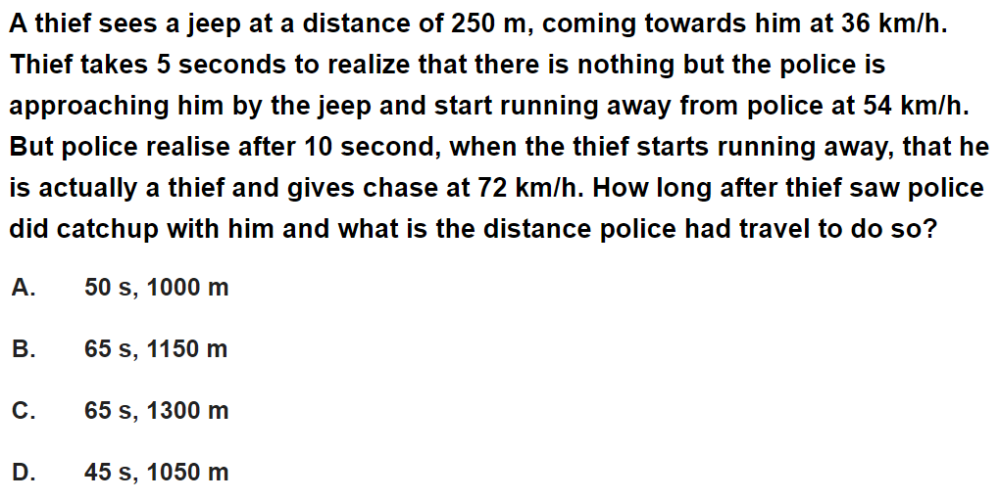 A thief sees a jeep at a distance of 250 m, coming towards him at 36 km/h.
Thief takes 5 seconds to realize that there is nothing but the police is
approaching him by the jeep and start running away from police at 54 km/h.
But police realise after 10 second, when the thief starts running away, that he
is actually a thief and gives chase at 72 km/h. How long after thief saw police
did catchup with him and what is the distance police had travel to do so?
A. 50 s, 1000 m
B. 65 s, 1150 m
C. 65 s, 1300 m
D. 45 s, 1050 m